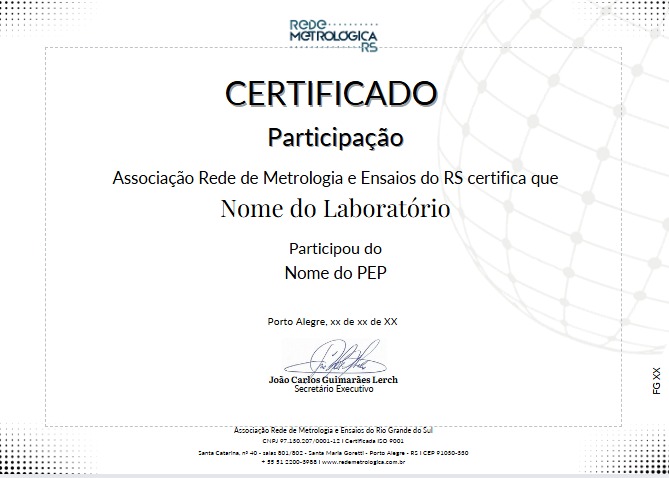 REDE
METROLÓGICA
RS
CERTIFICADO
Participação
Associação Rede de Metrologia e Ensaios do RS certifica que
Nome do Laboratório
Participou do
Nome do PEP
Porto Alegre, xx de xx de XX
João Carlos Guimarães Lerch
Secretário Executivo
FG XX
Associação Rede de Metrologia e Ensaios do Rio Grande do Sul
CNPJ 97.130.207/0001-12 I Certificada ISO 9001
Santa Catarina, nº 40 - salas 801/802 - Santa Maria Goretti - Porto Alegre - RS I CEP 91030-330
+ 55 51 2200-3988 I www.redemetrologica.com.br